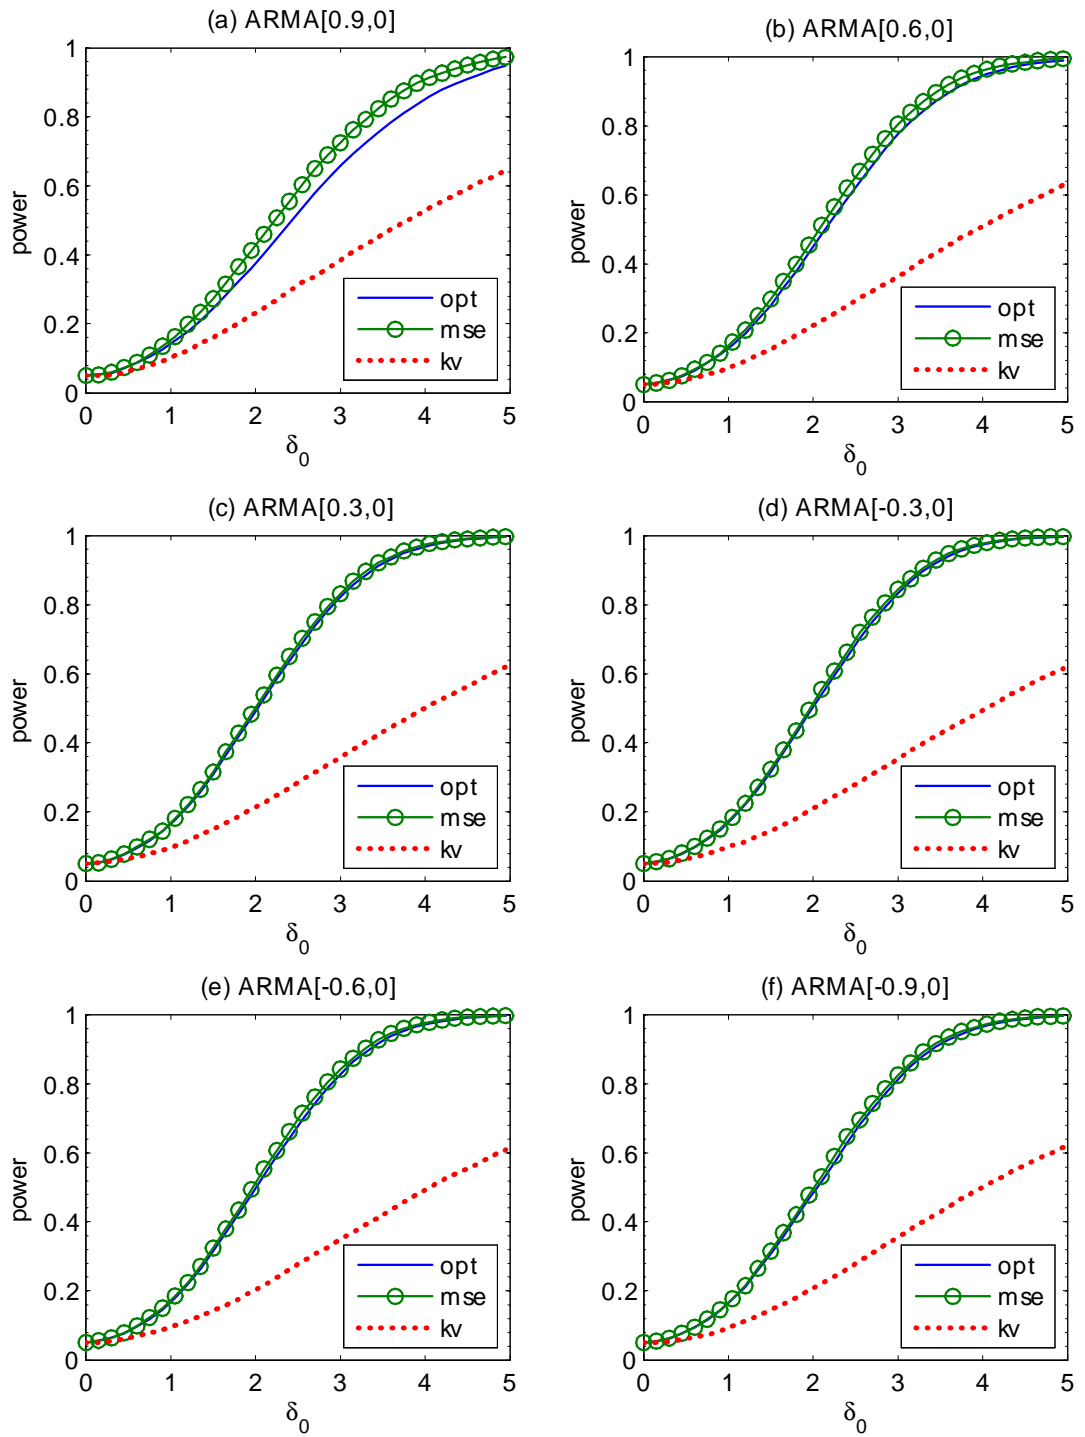 (a) ARMA[0.9,0]
1
0.8
0.6
0.4
0.2
0
power
opt
mse
kv
0 1 2 3 4 5
δ0
(b) ARMA[0.6,0]
1
0.8
0.6
0.4
0.2
0
power
opt
mse
kv
0 1 2 3 4 5
δ0
(c) ARMA[0.3,0]
1
0.8
0.6
0.4
0.2
0
power
opt
mse
kv
0 1 2 3 4 5
δ0
(d) ARMA[-0.3,0]
1
0.8
0.6
0.4
0.2
0
power
opt
mse
kv
0 1 2 3 4 5
δ0
(e) ARMA[-0.6,0]
1
0.8
0.6
0.4
0.2
0
power
opt
mse
kv
0 1 2 3 4 5
δ0
(f) ARMA[-0.9,0]
1
0.8
0.6
0.4
0.2
0
power
opt
mse
kv
0 1 2 3 4 5
δ0